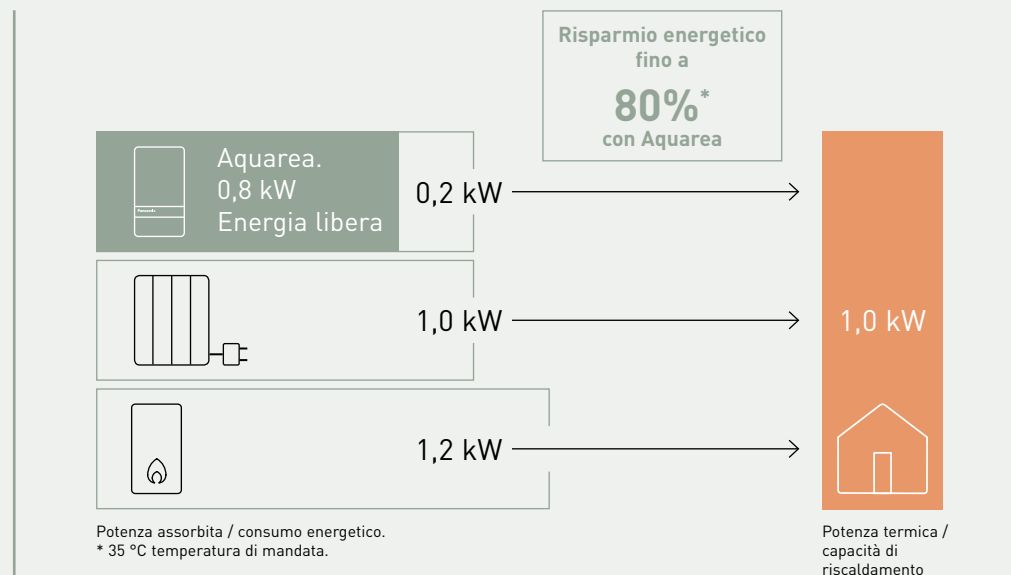 Risparmio energetico
fino a
80%*
con Aquarea
Aquarea.
0,8 kW
Energia libera
0,2 kW
Panasonic
1,0 kW
1,0 kW
1,2 kW
Potenza assorbita / consumo energetico.
* 35 °C temperatura di mandata.
Potenza termica /
capacità di
riscaldamento